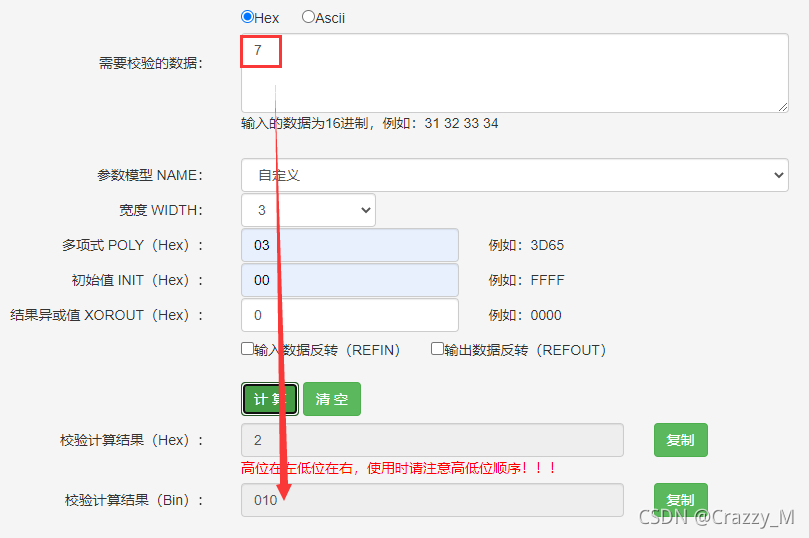 Hex Ascii
需要校验的数据： 7
输入的数据为16进制，例如：31 32 33 34
参数模型 NAME： 自定义
宽度 WIDTH： 3
多项式 POLY（Hex）： 03 例如：3D65
初始值 INIT（Hex）： 00 例如：FFFF
结果异或值 XOROUT（Hex）： 0 例如：0000
输入数据反转（REFIN） 输出数据反转（REFOUT）
计算 清空
校验计算结果（Hex）： 2 复制
高位在左低位在右，使用时请注意高低位顺序！！！
校验计算结果（Bin）： 010 复制
CSDN @Crazzy_M